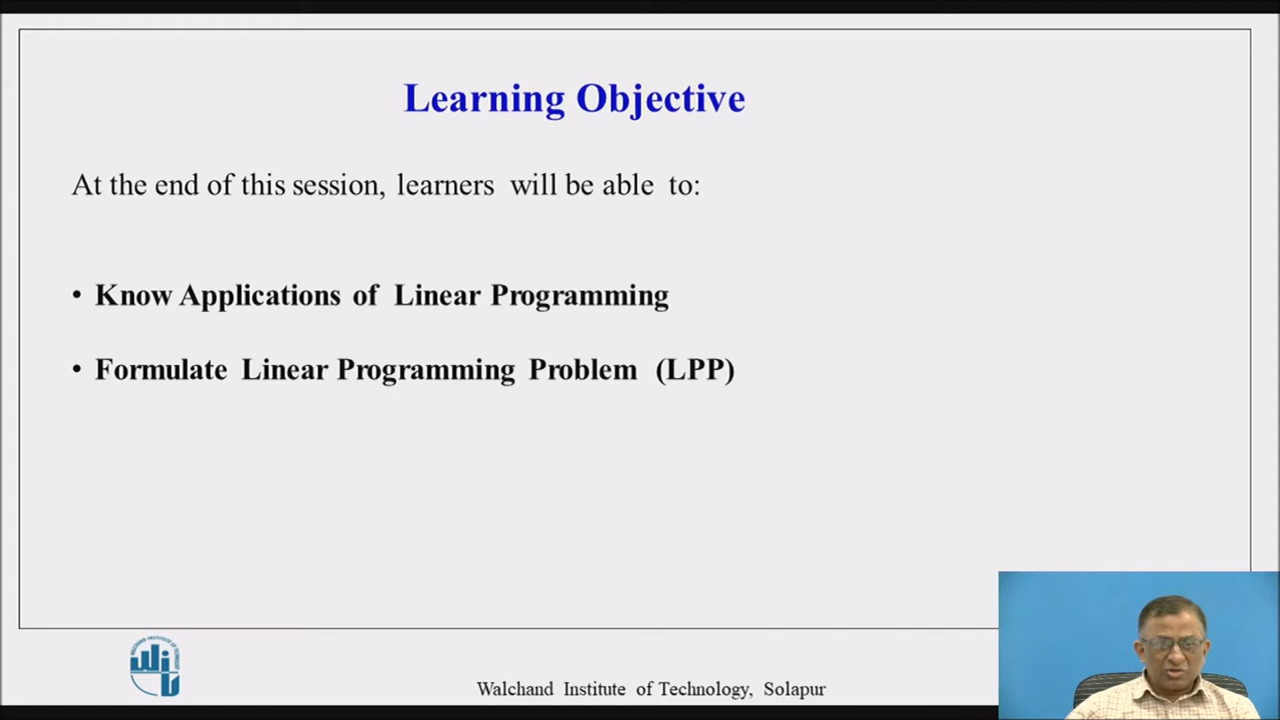 Learning Objective
At the end of this session, learners will be able to:
• Know Applications of Linear Programming
• Formulate Linear Programming Problem (LPP)
Walchand Institute of Technology, Solapur